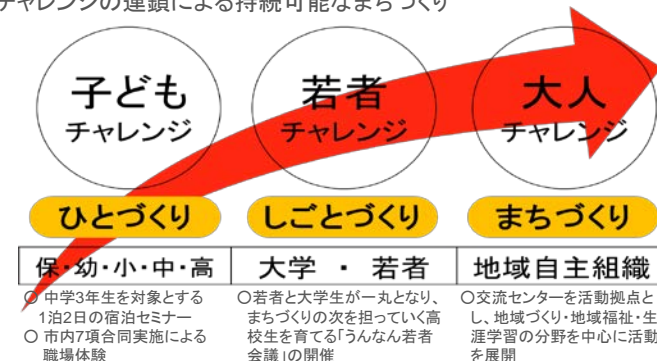 チャレンジの連鎖による持続可能なまちづくり
子ども
チャレンジ
若者
チャレンジ
大人
チャレンジ
ひとづくり
しごとづくり
まちづくり
保・幼・小・中・高
大学 ・ 若者
地域自主組織
○ 中学3年生を対象とする
1泊2日の宿泊セミナー
○ 市内7項合同実施による
職場体験
○若者と大学生が一丸となり、
まちづくりの次を担っていく高
校生を育てる「うんなん若者
会議」の開催
○交流センターを活動拠点と
し、地域づくり・地域福祉・生
涯学習の分野を中心に活動
を展開